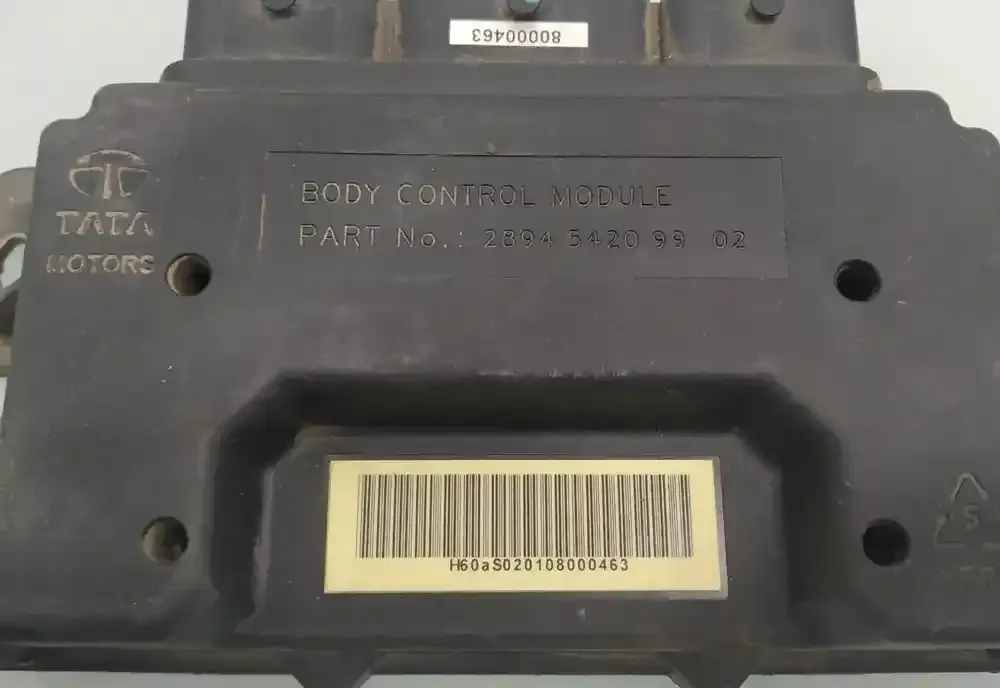 80000463
TATA
MOTORS
BODY CONTROL MODULE
PART No.: 2894 5420 99 02
H60aS020108000463
5